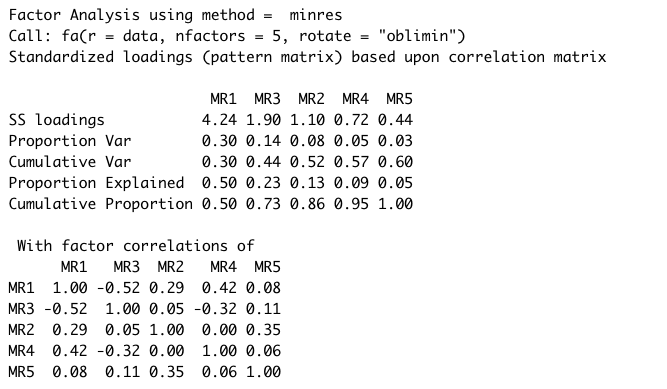 Factor Analysis using method =  minres
Call: fa(r = data, nfactors = 5, rotate = "oblimin")
Standardized loadings (pattern matrix) based upon correlation matrix
MR1 MR3 MR2 MR4 MR5
SS loadings 4.24 1.90 1.10 0.72 0.44
Proportion Var 0.30 0.14 0.08 0.05 0.03
Cumulative Var 0.30 0.44 0.52 0.57 0.60
Proportion Explained 0.50 0.23 0.13 0.09 0.05
Cumulative Proportion 0.50 0.73 0.86 0.95 1.00
With factor correlations of
MR1 MR3 MR2 MR4 MR5
MR1 1.00 -0.52 0.29 0.42 0.08
MR3 -0.52 1.00 0.05 -0.32 0.11
MR2 0.29 0.05 1.00 0.00 0.35
MR4 0.42 -0.32 0.00 1.00 0.06
MR5 0.08 0.11 0.35 0.06 1.00